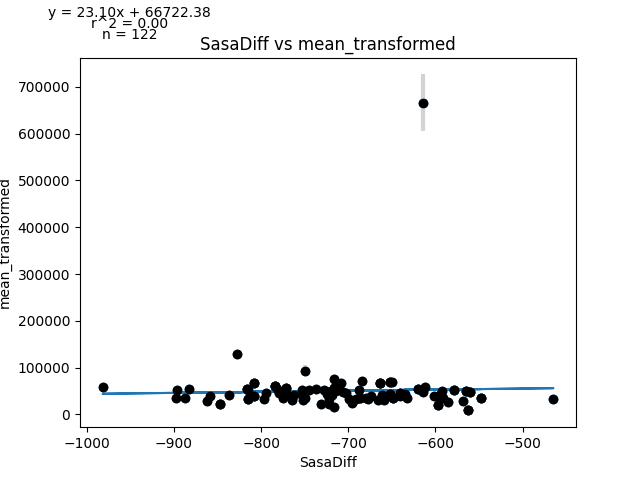 y = 23.10x + 66722.38
r^2 = 0.00
n = 122
SasaDiff vs mean_transformed
700000
600000
500000
400000
300000
200000
100000
0
mean_transformed
−1000
−900
−800
−700
−600
−500
SasaDiff